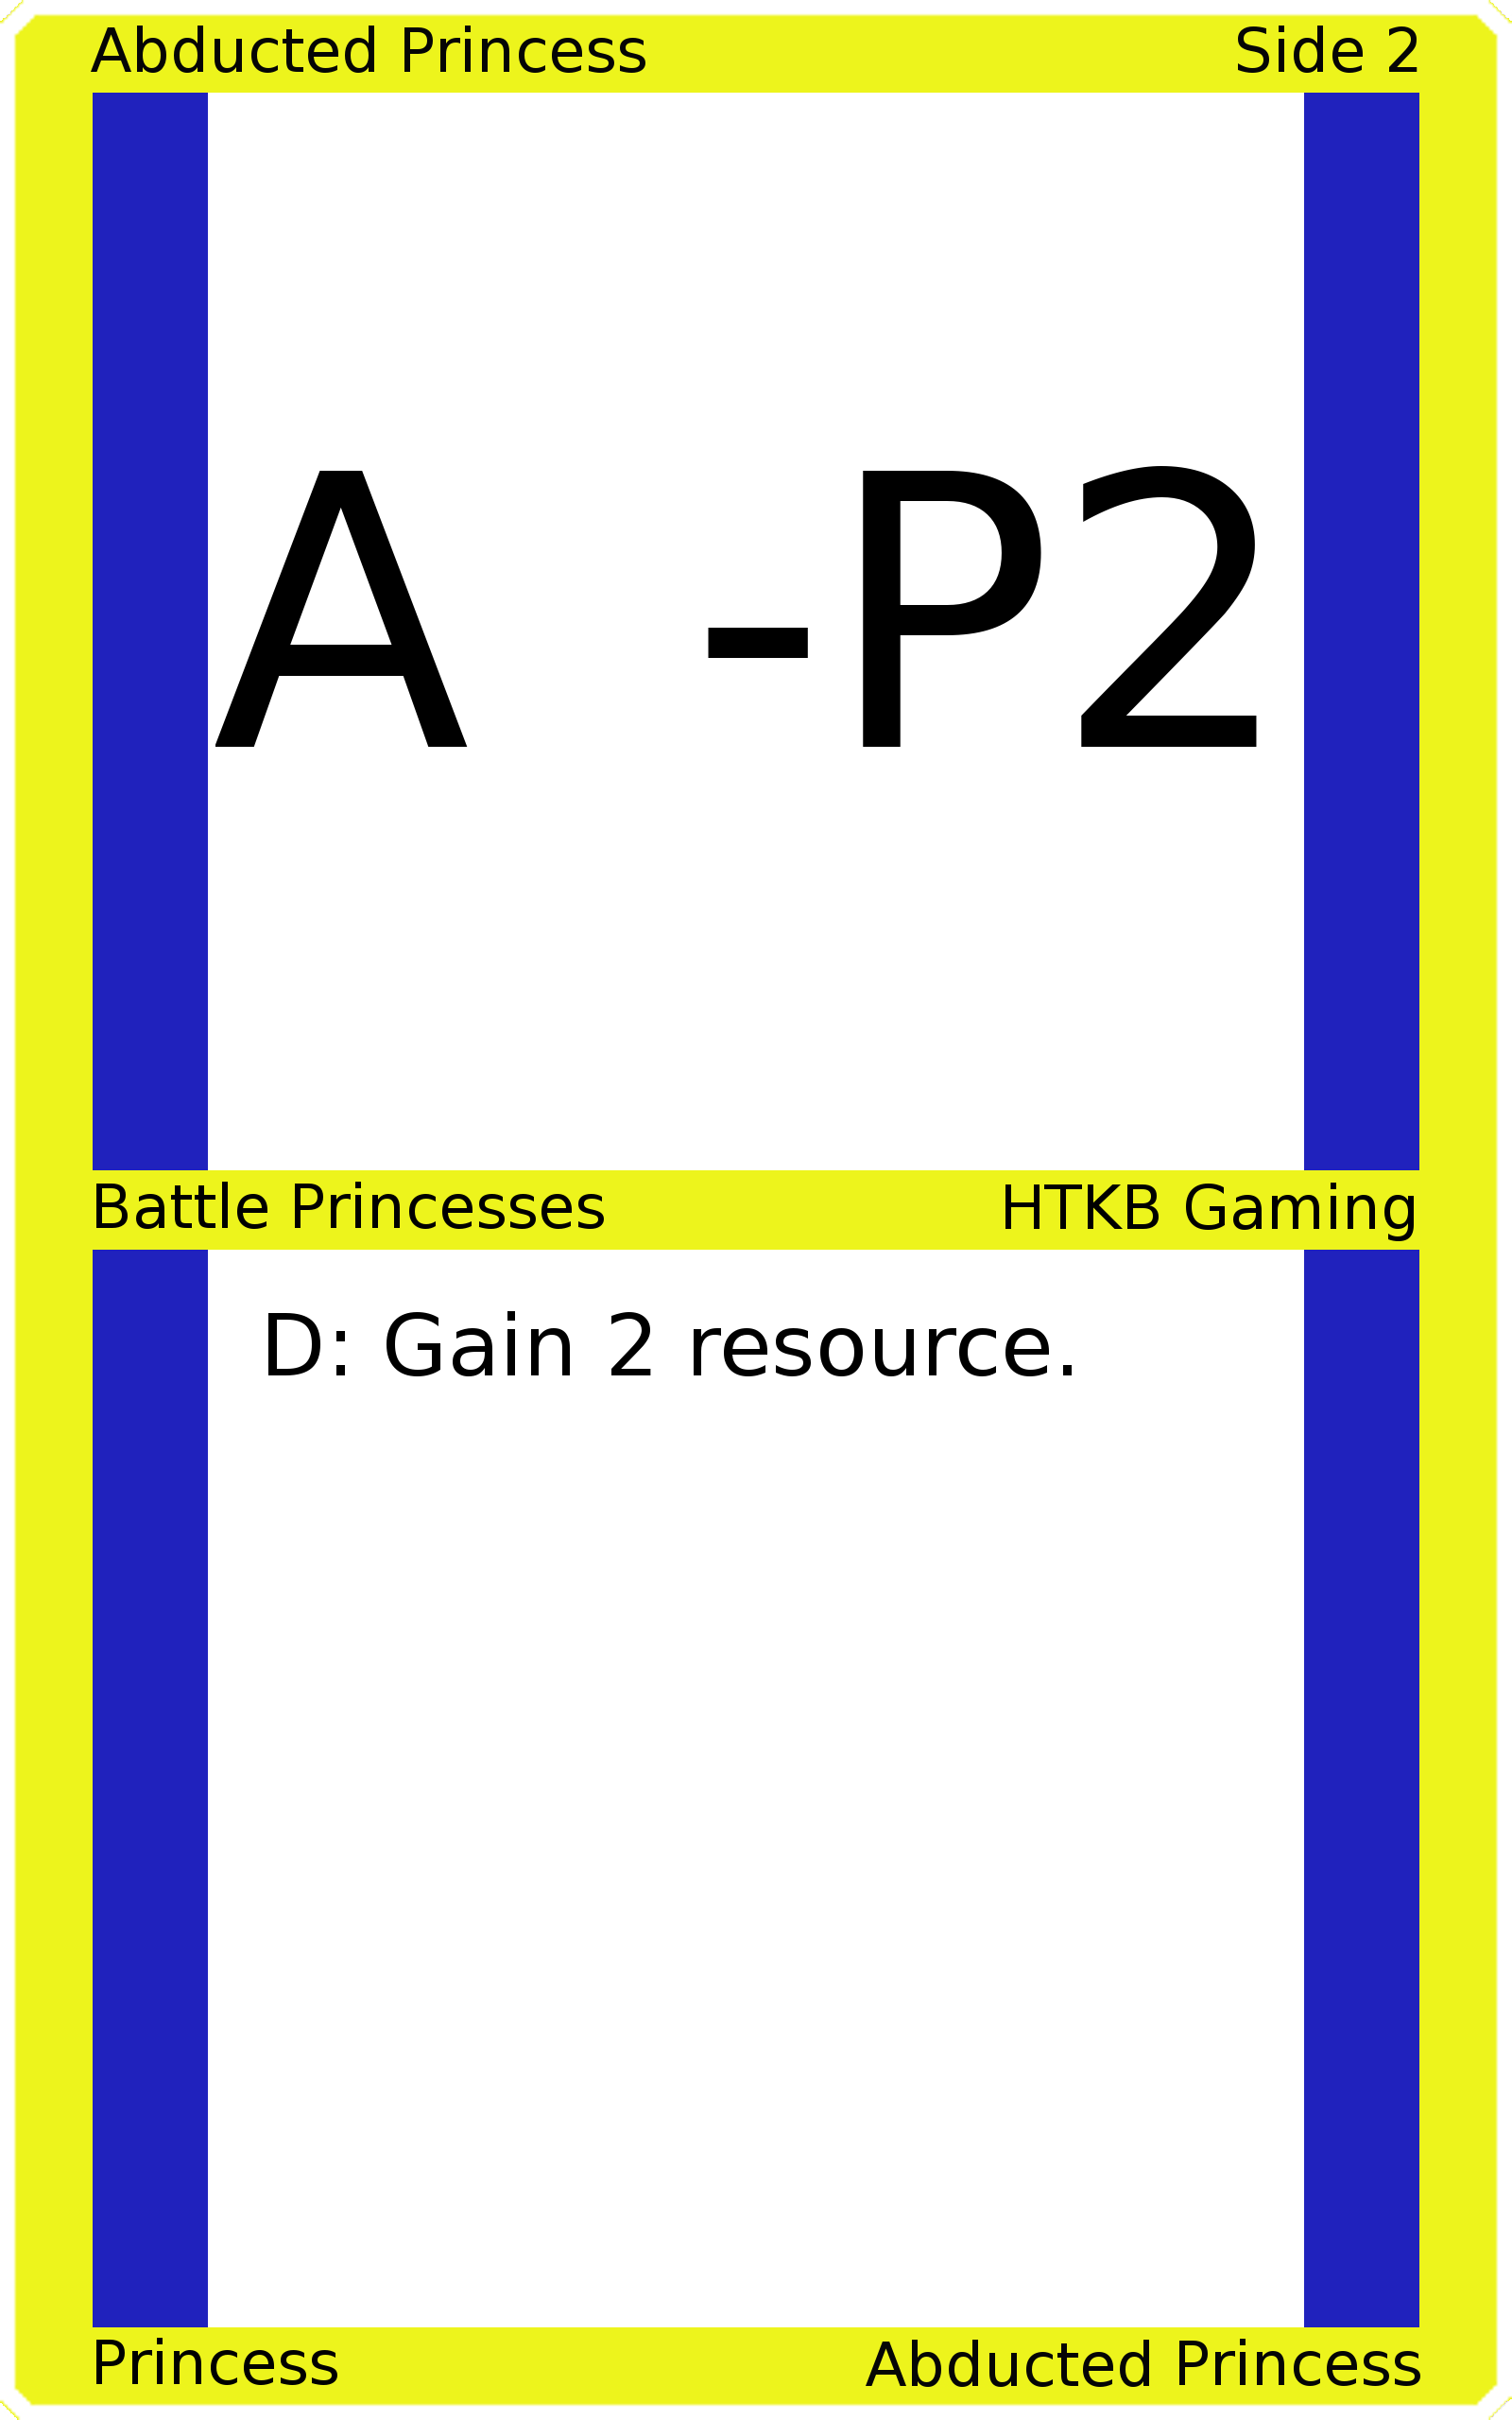 Abducted Princess Side 2
A -P2
Battle Princesses HTKB Gaming
D: Gain 2 resource.
Princess Abducted Princess